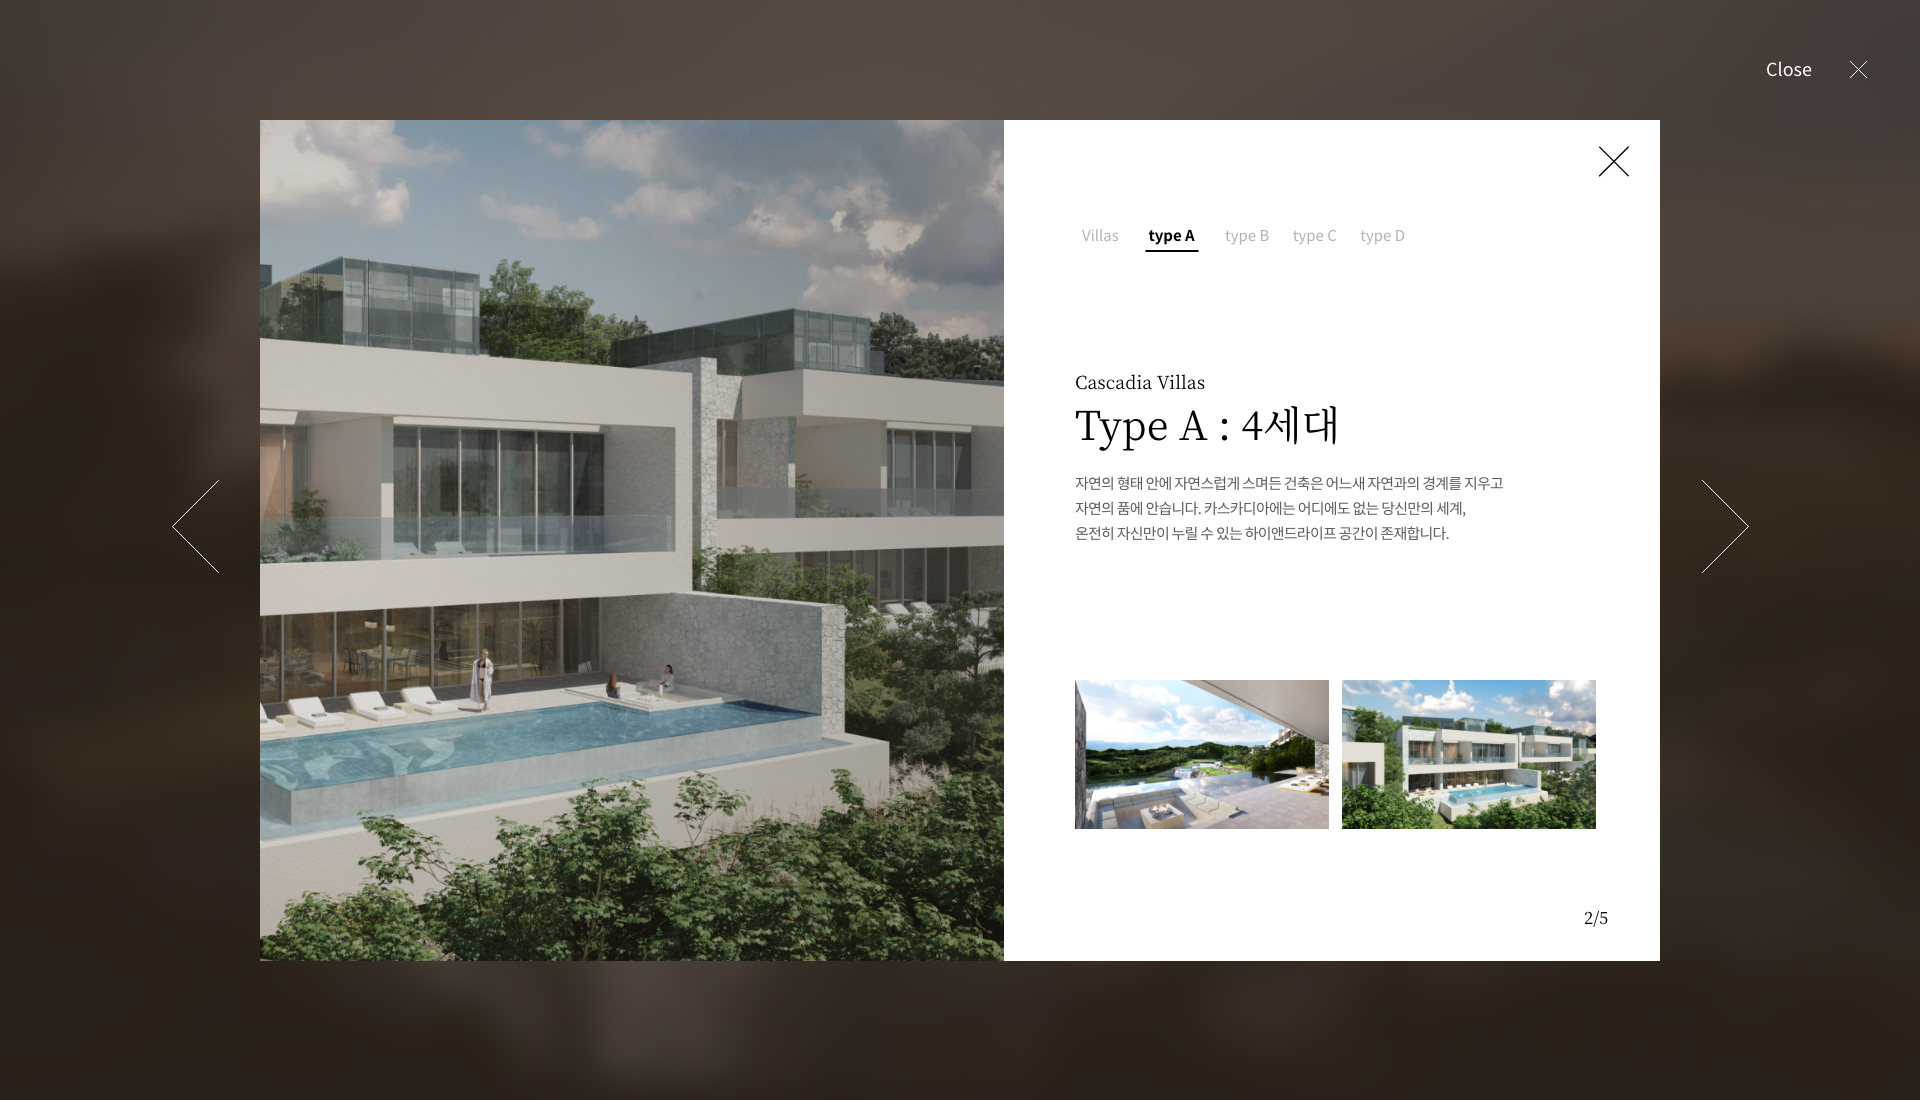 Close
Villas type A type B type C type D
Cascadia Villas
Type A : 4세대
자연의 형태 안에 자연스럽게 스며든 건축은 어느새 자연과의 경계를 지우고
자연의 품에 안습니다. 카스카디아에는 어디에도 없는 당신만의 세계,
온전히 자신만이 누릴 수 있는 하이앤드라이프 공간이 존재합니다.
2/5